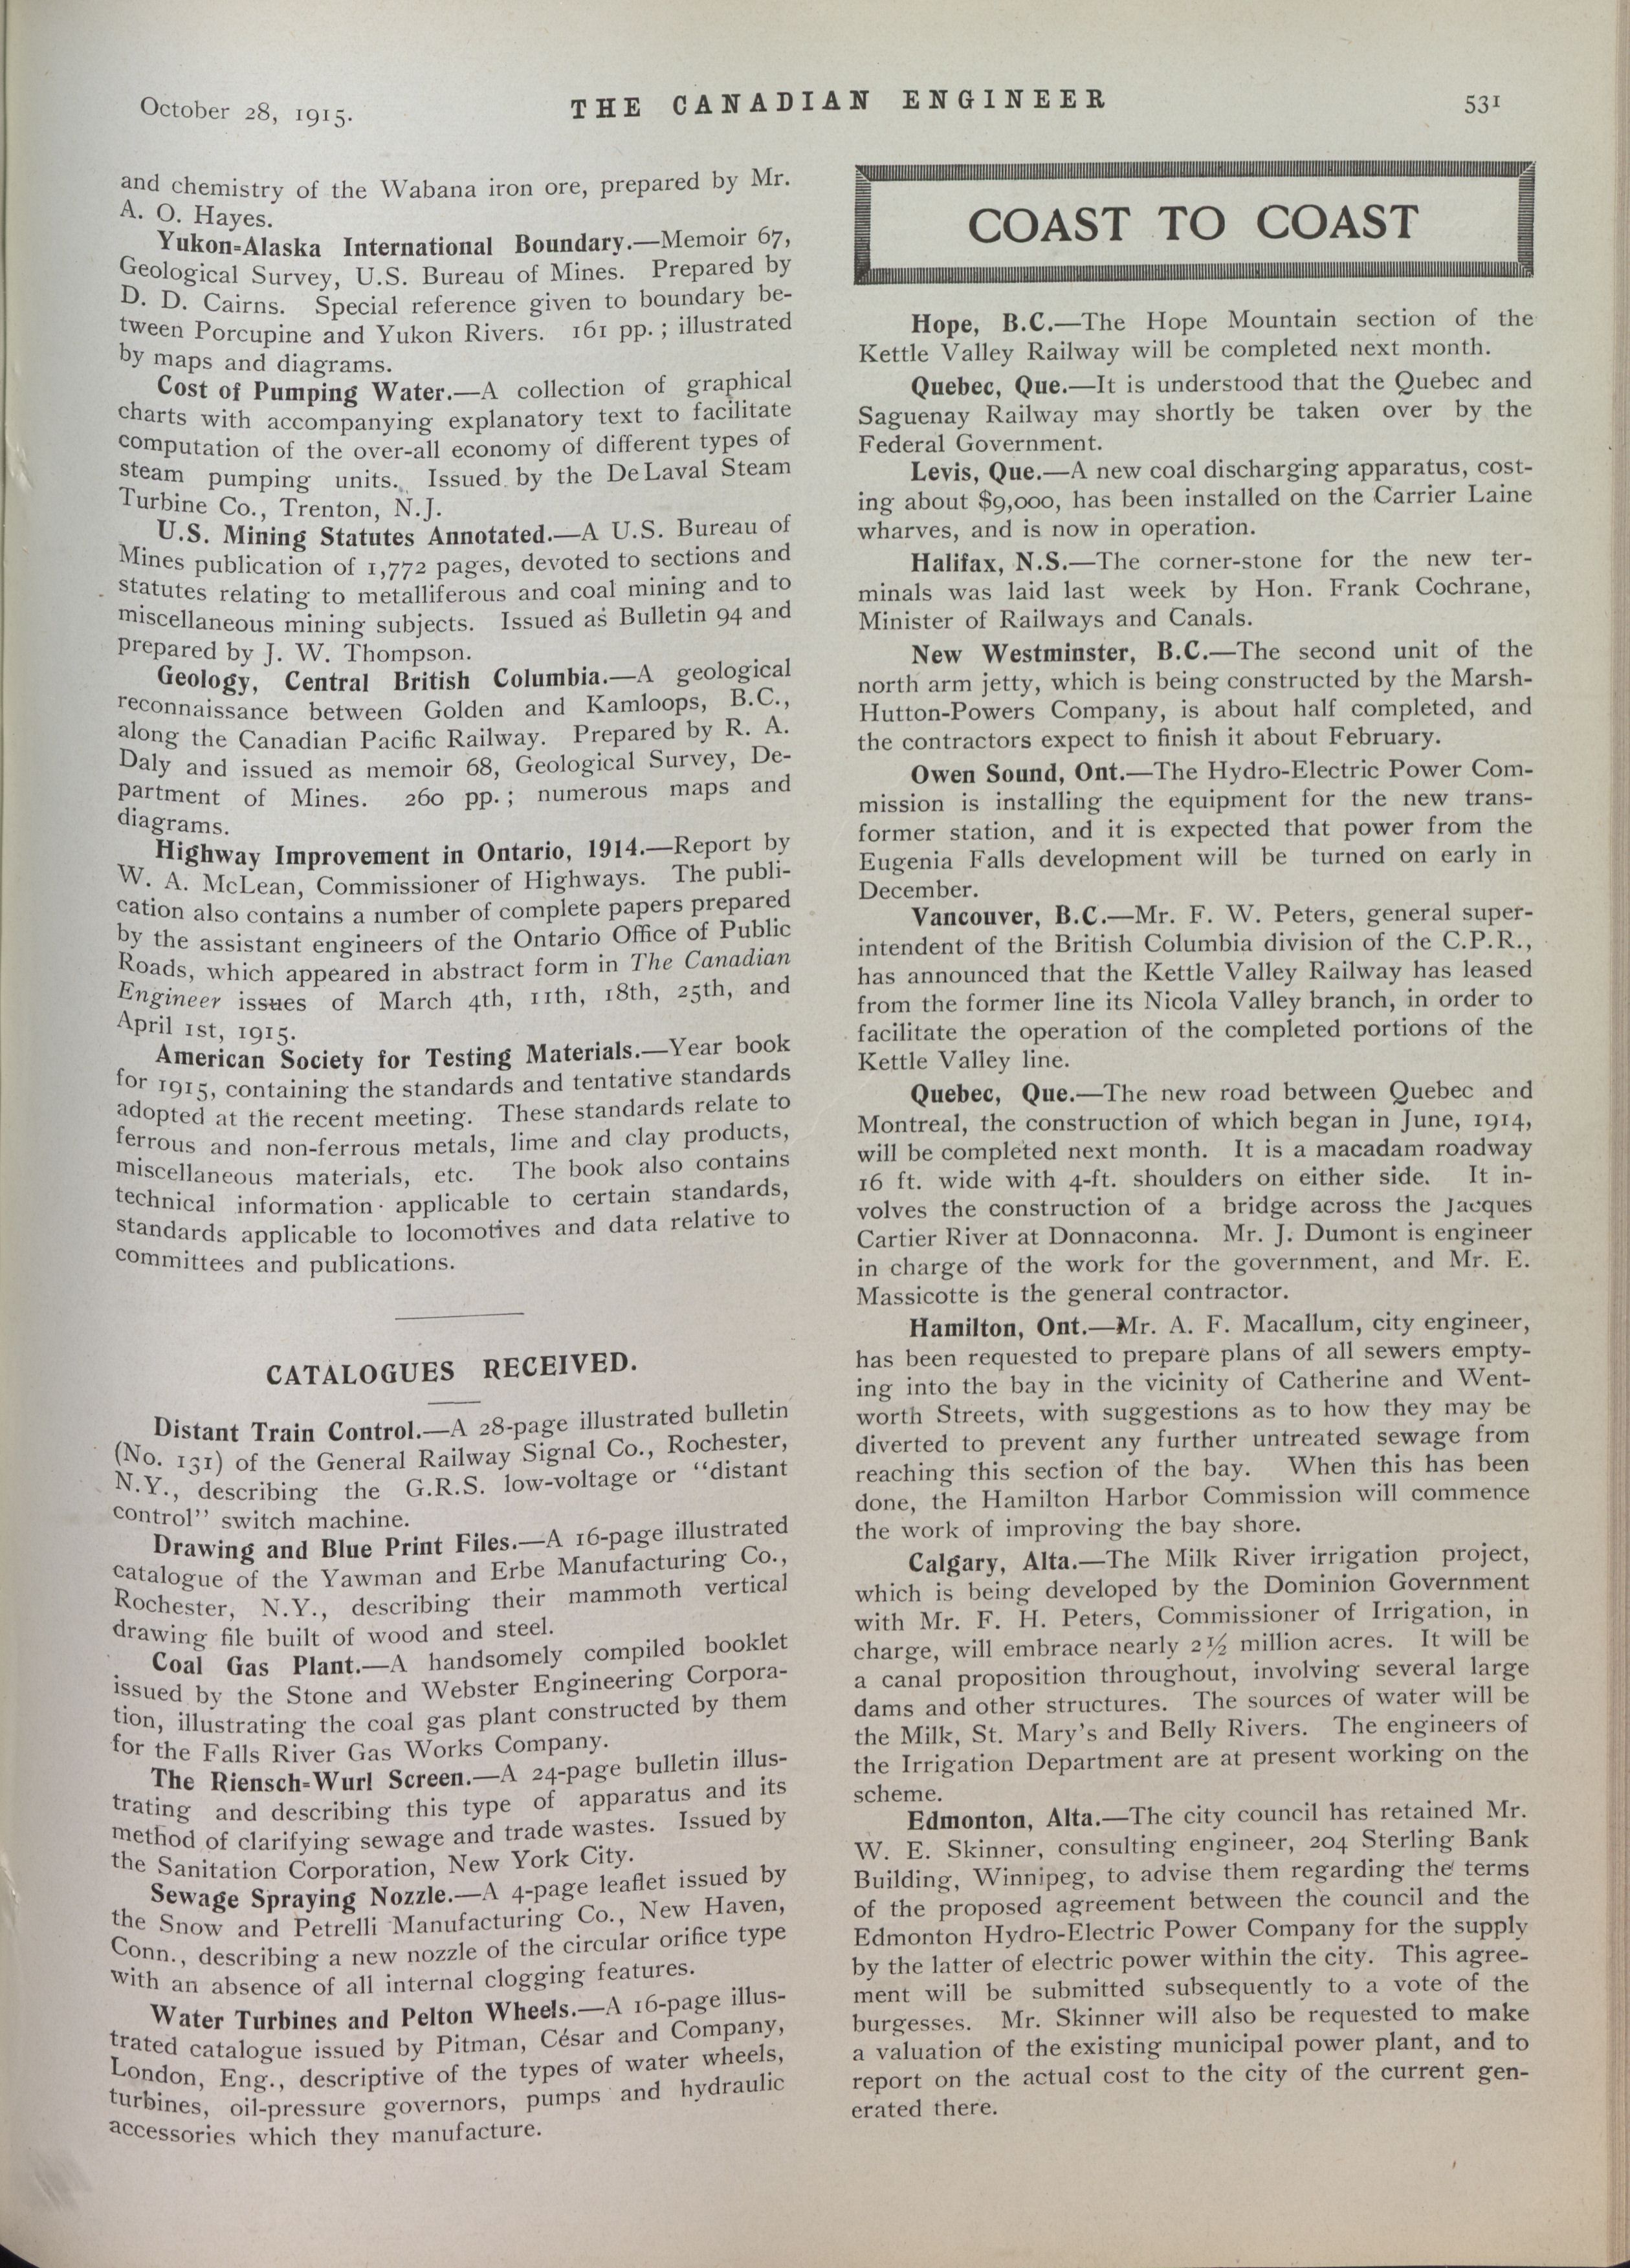 October 28, 1915.
THE CANADIAN ENGINEER
531
and chemistry of the Wabana iron ore, prepared by Mr.
A. O. Hayes.
Yukon-Alaska International Boundary.—Memoir 67,
Geological Survey, U.S. Bureau of Mines. Prepared by
D. D. Cairns. Special reference given to boundary be-
tween Porcupine and Yukon Rivers. 161 pp.; illustrated
by maps and diagrams.
Cost of Pumping Water.—A collection of graphical
charts with accompanying explanatory text to facilitate
computation of the over-all economy of different types of
steam pumping units. Issued by the De Laval Steam
Turbine Co., Trenton, N.J.
U.S. Mining Statutes Annotated.—A U.S. Bureau of
Mines publication of 1,772 pages, devoted to sections and
statutes relating to metalliferous and coal mining and to
miscellaneous mining subjects. Issued as Bulletin 94 and
prepared by J. W. Thompson.
Geology, Central British Columbia.—A geological
reconnaissance between Golden and Kamloops, B.C.,
along the Canadian Pacific Railway. Prepared by R. A.
Daly and issued as memoir 68, Geological Survey, De-
partment of Mines. 260 pp.; numerous maps and
diagrams.
Highway Improvement in Ontario, 1914.—Report by
W. A. McLean, Commissioner of Highways. The publi-
cation also contains a number of complete papers prepared
by the assistant engineers of the Ontario Office of Public
Roads, which appeared in abstract form in The Canadian
Engineer issues of March 4th, 11th, 18th, 25th, and
April 1st, 1915.
American Society for Testing Materials.—Year book
for 1915, containing the standards and tentative standards
adopted at the recent meeting. These standards relate to
ferrous and non-ferrous metals, lime and clay products,
miscellaneous materials, etc. The book also contains
technical information applicable to certain standards,
standards applicable to locomotives and data relative to
committees and publications.
CATALOGUES RECEIVED.
Distant Train Control.—A 28-page illustrated bulletin
(No. 131) of the General Railway Signal Co., Rochester,
N.Y., describing the G.R.S. low-voltage or "distant
control" switch machine.
Drawing and Blue Print Files.—A 16-page illustrated
catalogue of the Yawman and Erbe Manufacturing Co.,
Rochester, N.Y., describing their mammoth vertical
drawing file built of wood and steel.
Coal Gas Plant.—A handsomely compiled booklet
issued by the Stone and Webster Engineering Corpora-
tion, illustrating the coal gas plant constructed by them
for the Falls River Gas Works Company.
The Riensch-Wurl Screen.—A 24-page bulletin illus-
trating and describing this type of apparatus and its
method of clarifying sewage and trade wastes. Issued by
the Sanitation Corporation, New York City.
Sewage Spraying Nozzle.—A 4-page leaflet issued by
the Snow and Petrelli Manufacturing Co., New Haven,
Conn., describing a new nozzle of the circular orifice type
with an absence of all internal clogging features.
Water Turbines and Pelton Wheels.—A 16-page illus-
trated catalogue issued by Pitman, César and Company,
London, Eng., descriptive of the types of water wheels,
turbines, oil-pressure governors, pumps and hydraulic
accessories which they manufacture.
COAST TO COAST
Hope, B.C.—The Hope Mountain section of the
Kettle Valley Railway will be completed next month.
Quebec, Que.—It is understood that the Quebec and
Saguenay Railway may shortly be taken over by the
Federal Government.
Levis, Que.—A new coal discharging apparatus, cost-
ing about $9,000, has been installed on the Carrier Laine
wharves, and is now in operation.
Halifax, N.S.—The corner-stone for the new ter-
minals was laid last week by Hon. Frank Cochrane,
Minister of Railways and Canals.
New Westminster, B.C.—The second unit of the
north arm jetty, which is being constructed by the Marsh-
Hutton-Powers Company, is about half completed, and
the contractors expect to finish it about February.
Owen Sound, Ont.—The Hydro-Electric Power Com-
mission is installing the equipment for the new trans-
former station, and it is expected that power from the
Eugenia Falls development will be turned on early in
December.
Vancouver, B.C.—Mr. F. W. Peters, general super-
intendent of the British Columbia division of the C.P.R.,
has announced that the Kettle Valley Railway has leased
from the former line its Nicola Valley branch, in order to
facilitate the operation of the completed portions of the
Kettle Valley line.
Quebec, Que.—The new road between Quebec and
Montreal, the construction of which began in June, 1914,
will be completed next month. It is a macadam roadway
16 ft. wide with 4-ft. shoulders on either side. It in-
volves the construction of a bridge across the Jacques
Cartier River at Donnaconna. Mr. J. Dumont is engineer
in charge of the work for the government, and Mr. E.
Massicotte is the general contractor.
Hamilton, Ont.—Mr. A. F. Macallum, city engineer,
has been requested to prepare plans of all sewers empty-
ing into the bay in the vicinity of Catherine and Went-
worth Streets, with suggestions as to how they may be
diverted to prevent any further untreated sewage from
reaching this section of the bay. When this has been
done, the Hamilton Harbor Commission will commence
the work of improving the bay shore.
Calgary, Alta.—The Milk River irrigation project,
which is being developed by the Dominion Government
with Mr. F. H. Peters, Commissioner of Irrigation, in
charge, will embrace nearly 2½ million acres. It will be
a canal proposition throughout, involving several large
dams and other structures. The sources of water will be
the Milk, St. Mary's and Belly Rivers. The engineers of
the Irrigation Department are at present working on the
scheme.
Edmonton, Alta.—The city council has retained Mr.
W. E. Skinner, consulting engineer, 204 Sterling Bank
Building, Winnipeg, to advise them regarding the terms
of the proposed agreement between the council and the
Edmonton Hydro-Electric Power Company for the supply
by the latter of electric power within the city. This agree-
ment will be submitted subsequently to a vote of the
burgesses. Mr. Skinner will also be requested to make
a valuation of the existing municipal power plant, and to
report on the actual cost to the city of the current gen-
erated there.